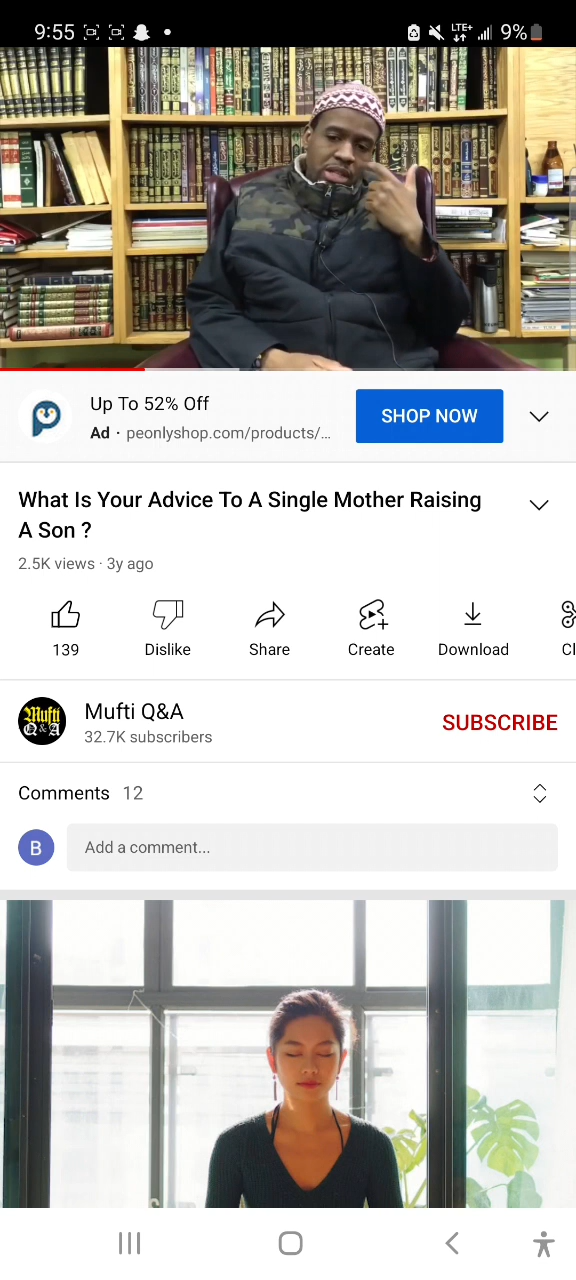 9:55
LTE+
9%
Up To 52% Off
Ad · peonlyshop.com/products/...
SHOP NOW
What Is Your Advice To A Single Mother Raising
A Son ?
2.5K views · 3y ago
139
Dislike
Share
Create
Download
Cl
Mufti
Q&A
Mufti Q&A
32.7K subscribers
SUBSCRIBE
Comments 12
B
Add a comment...